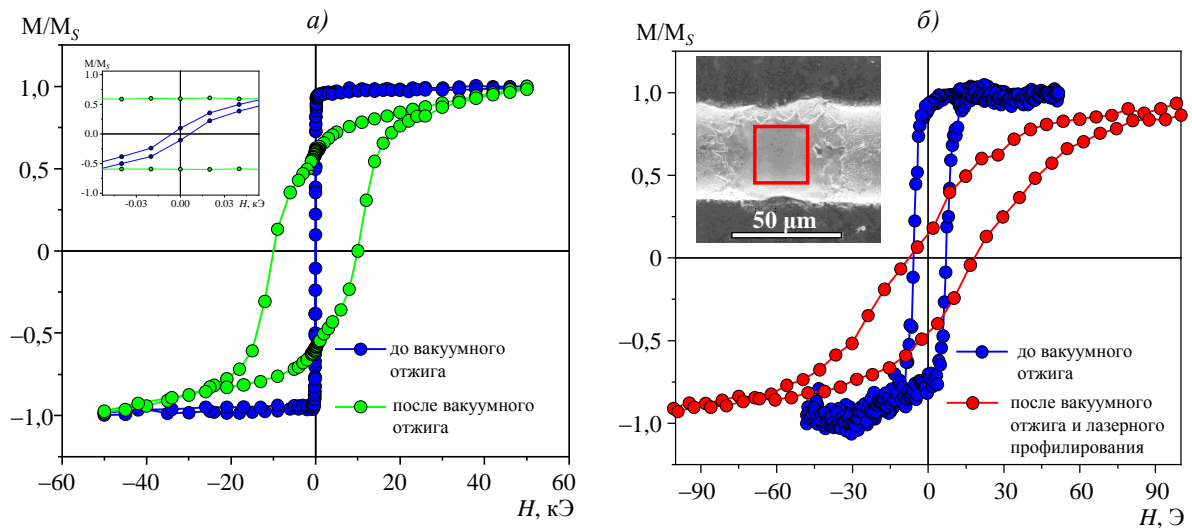 а)
M/M_S
M/M_S
1.0
0.5
0.0
-0.5
-1.0
-0.03 0.00 0.03
H, кЭ
1,0
0,5
0
–0,5
–1,0
–60 –40 –20 0 20 40 60
H, кЭ
до вакуумного
отжига
после вакуумного
отжига
б)
M/M_S
50 µm
1,0
0,5
0
–0,5
–1,0
–90 –60 –30 0 30 60 90
H, Э
до вакуумного
отжига
после вакуумного
отжига и лазерного
профилирования